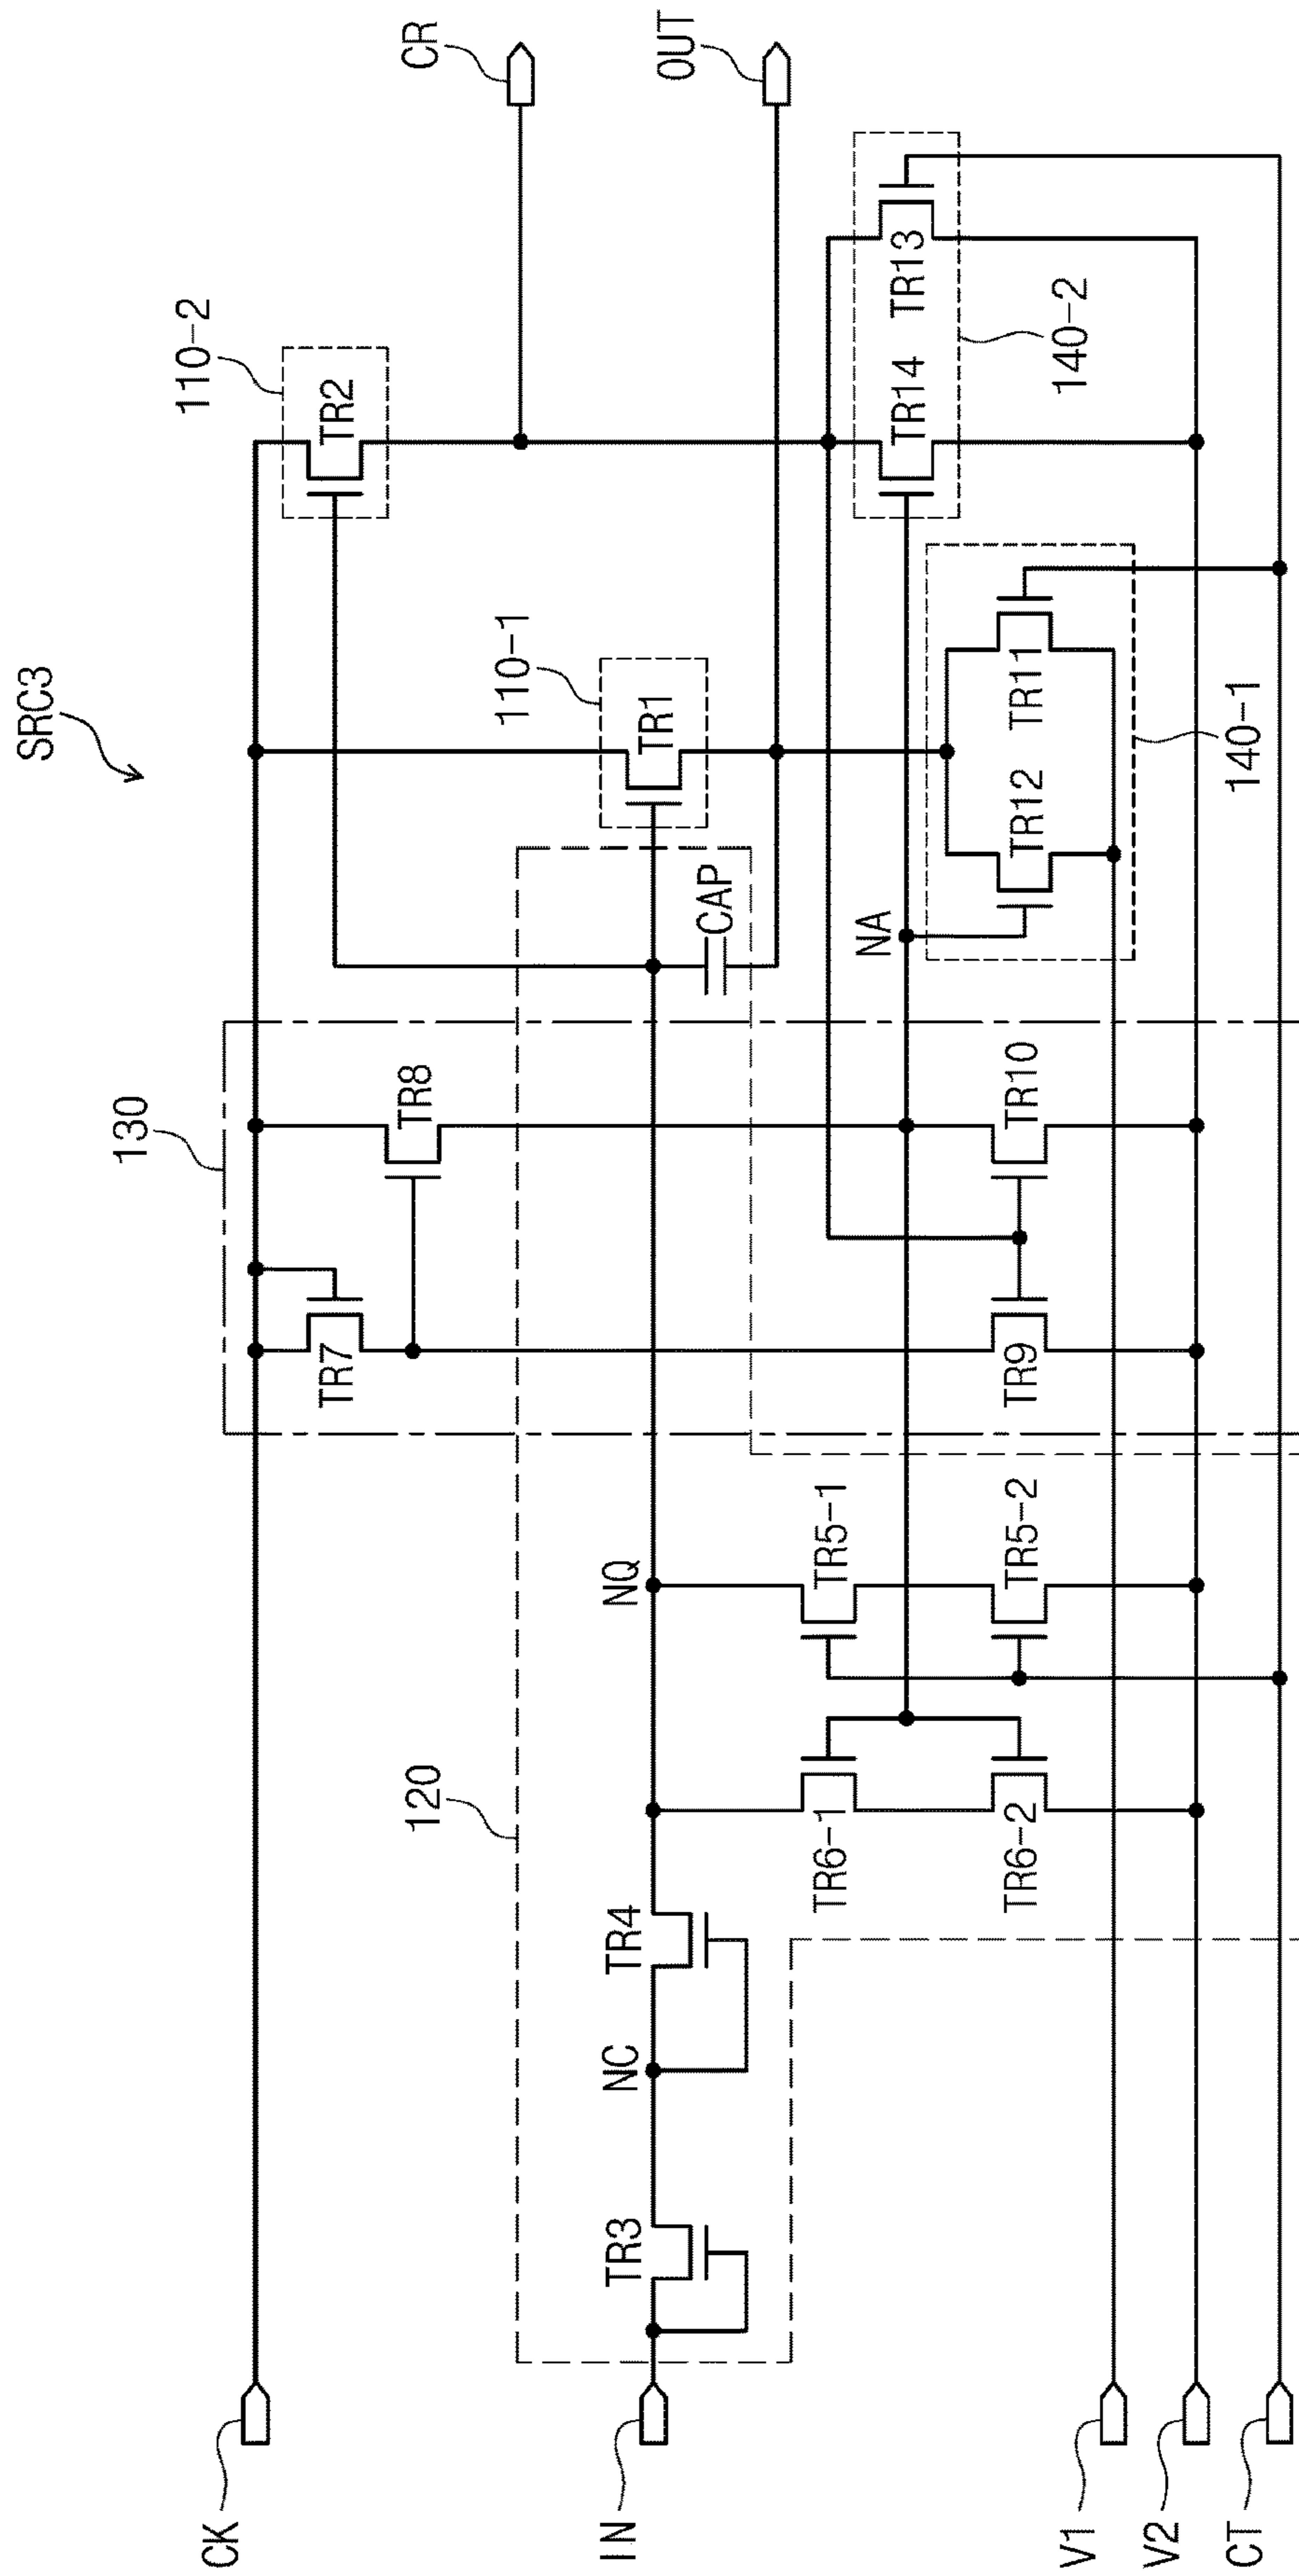 SRC3
130
110-1
110-2
CK
TR7
TR8
TR2
CR
120
TR1
OUT
IN
TR3
NC
TR4
NQ
CAP
NA
TR6-1
TR5-1
TR14
TR13
TR6-2
TR5-2
TR9
TR10
TR12
TR11
140-2
V1
V2
CT
140-1